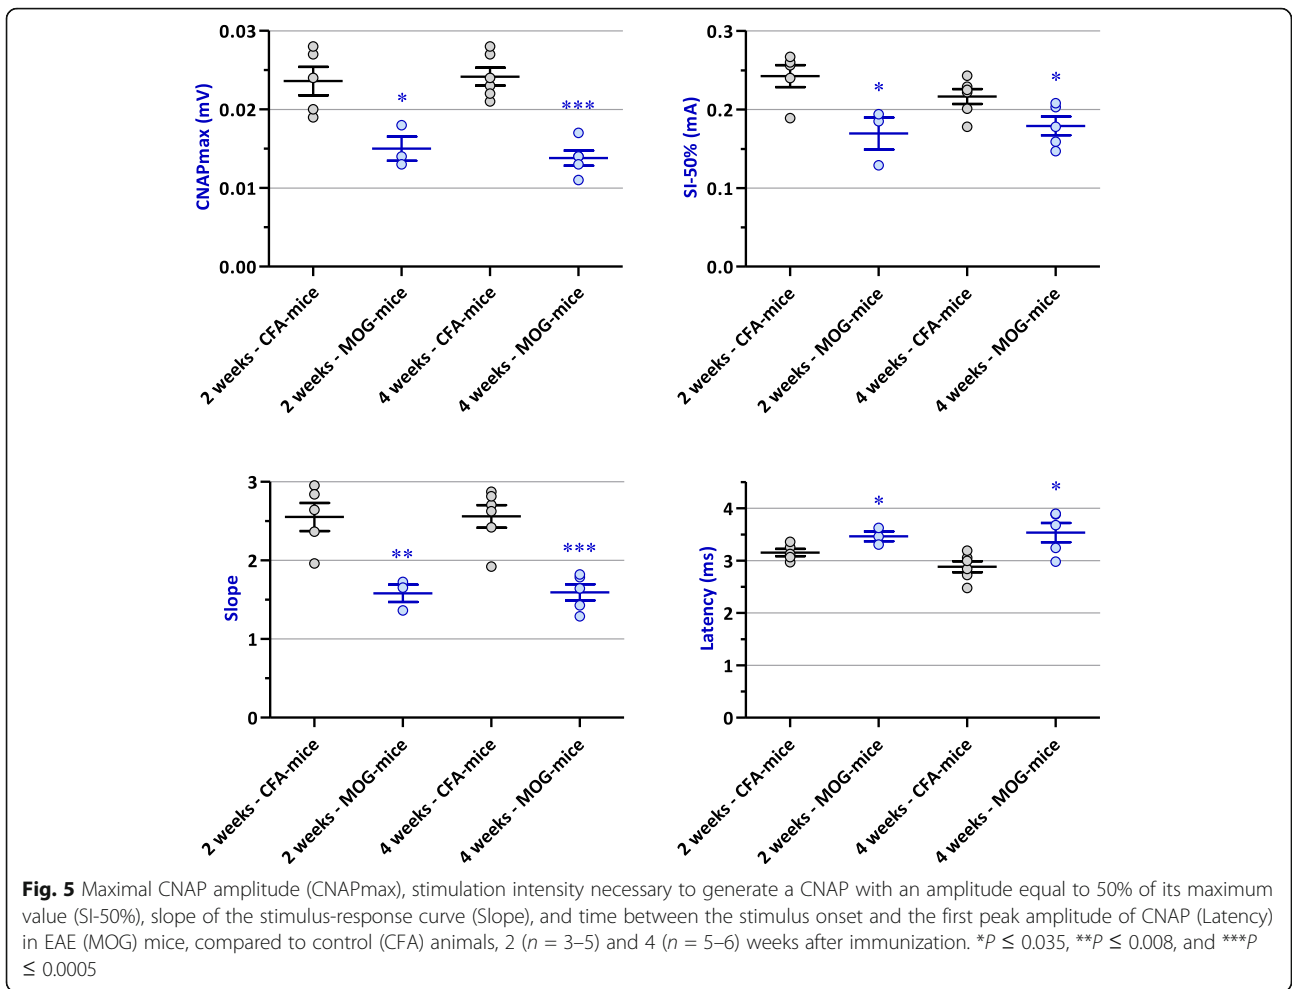 0.03
0.02
0.01
0.00
CNAPmax (mV)
*
***
2 weeks - CFA-mice
2 weeks - MOG-mice
4 weeks - CFA-mice
4 weeks - MOG-mice
0.3
0.2
0.1
0.0
SI-50% (mA)
*
*
2 weeks - CFA-mice
2 weeks - MOG-mice
4 weeks - CFA-mice
4 weeks - MOG-mice
3
2
1
0
Slope
**
***
2 weeks - CFA-mice
2 weeks - MOG-mice
4 weeks - CFA-mice
4 weeks - MOG-mice
4
3
2
1
0
Latency (ms)
*
*
2 weeks - CFA-mice
2 weeks - MOG-mice
4 weeks - CFA-mice
4 weeks - MOG-mice
Fig. 5 Maximal CNAP amplitude (CNAPmax), stimulation intensity necessary to generate a CNAP with an amplitude equal to 50% of its maximum
value (SI-50%), slope of the stimulus-response curve (Slope), and time between the stimulus onset and the first peak amplitude of CNAP (Latency)
in EAE (MOG) mice, compared to control (CFA) animals, 2 (n = 3–5) and 4 (n = 5–6) weeks after immunization. *P ≤ 0.035, **P ≤ 0.008, and ***P
≤ 0.0005